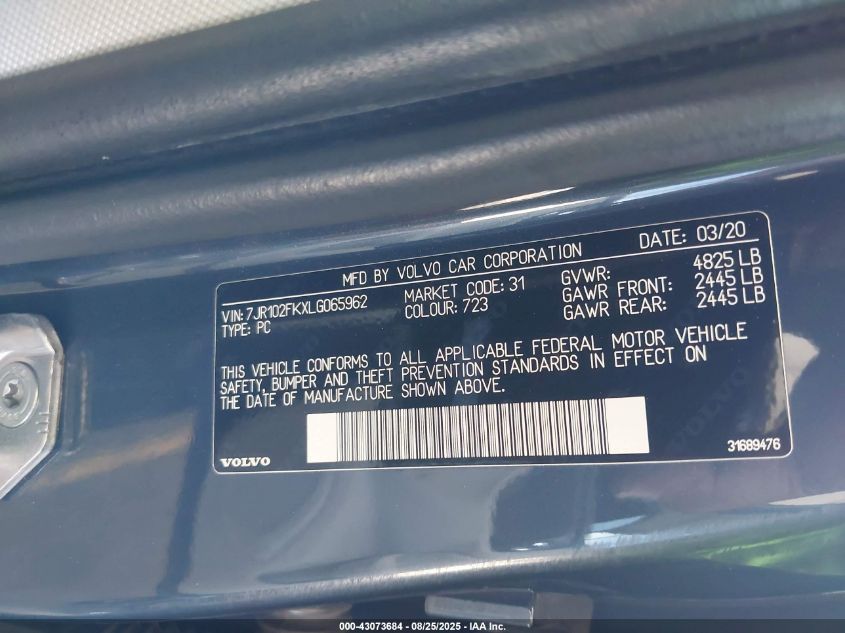 MFD BY VOLVO CAR CORPORATION DATE: 03/20
VIN:7JR102FKXLG065962 MARKET CODE: 31 GVWR: 4825 LB
TYPE: PC COLOUR: 723 GAWR FRONT: 2445 LB
GAWR REAR: 2445 LB
THIS VEHICLE CONFORMS TO ALL APPLICABLE FEDERAL MOTOR VEHICLE
SAFETY, BUMPER AND THEFT PREVENTION STANDARDS IN EFFECT ON
THE DATE OF MANUFACTURE SHOWN ABOVE.
VOLVO 31689476
000-43073684 - 08/25/2025 - IAA Inc.